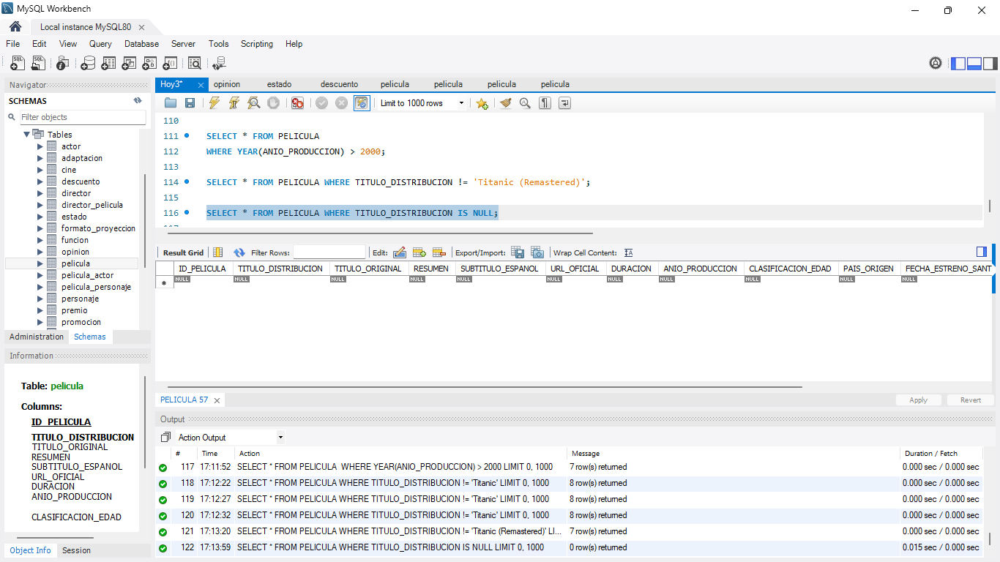 MySQL Workbench
Local instance MySQL80
File Edit View Query Database Server Tools Scripting Help
Navigator
SCHEMAS
Filter objects
Tables
actor
adaptacion
cine
descuento
director
director_pelicula
estado
formato_proyeccion
funcion
opinion
pelicula
pelicula_actor
pelicula_personaje
personaje
premio
promocion
Administration Schemas
Information
Table: pelicula
Columns:
ID_PELICULA
TITULO_DISTRIBUCION
TITULO_ORIGINAL
RESUMEN
SUBTITULO_ESPANOL
URL_OFICIAL
DURACION
ANIO_PRODUCCION
CLASIFICACION_EDAD
Object Info Session
Hoy3* opinion estado descuento pelicula pelicula pelicula pelicula
Limit to 1000 rows
110
111 SELECT * FROM PELICULA
112 WHERE YEAR(ANIO_PRODUCCION) > 2000;
113
114 SELECT * FROM PELICULA WHERE TITULO_DISTRIBUCION != 'Titanic (Remastered)';
115
116 SELECT * FROM PELICULA WHERE TITULO_DISTRIBUCION IS NULL;
Result Grid Filter Rows: Edit: Export/Import: Wrap Cell Content:
ID_PELICULA TITULO_DISTRIBUCION TITULO_ORIGINAL RESUMEN SUBTITULO_ESPANOL URL_OFICIAL DURACION ANIO_PRODUCCION CLASIFICACION_EDAD PAIS_ORIGEN FECHA_ESTRENO_SANT
NULL NULL NULL NULL NULL NULL NULL NULL NULL NULL NULL
PELICULA 57 Apply Revert
Output
Action Output
# Time Action Message Duration / Fetch
117 17:11:52 SELECT * FROM PELICULA WHERE YEAR(ANIO_PRODUCCION) > 2000 LIMIT 0, 1000 7 row(s) returned 0.000 sec / 0.000 sec
118 17:12:22 SELECT * FROM PELICULA WHERE TITULO_DISTRIBUCION != 'Titanic' LIMIT 0, 1000 8 row(s) returned 0.000 sec / 0.000 sec
119 17:12:27 SELECT * FROM PELICULA WHERE TITULO_DISTRIBUCION != 'Titanic' LIMIT 0, 1000 8 row(s) returned 0.000 sec / 0.000 sec
120 17:12:32 SELECT * FROM PELICULA WHERE TITULO_DISTRIBUCION != 'Titanic' LIMIT 0, 1000 8 row(s) returned 0.000 sec / 0.000 sec
121 17:13:20 SELECT * FROM PELICULA WHERE TITULO_DISTRIBUCION != 'Titanic (Remastered)' LI... 7 row(s) returned 0.000 sec / 0.000 sec
122 17:13:59 SELECT * FROM PELICULA WHERE TITULO_DISTRIBUCION IS NULL LIMIT 0, 1000 0 row(s) returned 0.015 sec / 0.000 sec